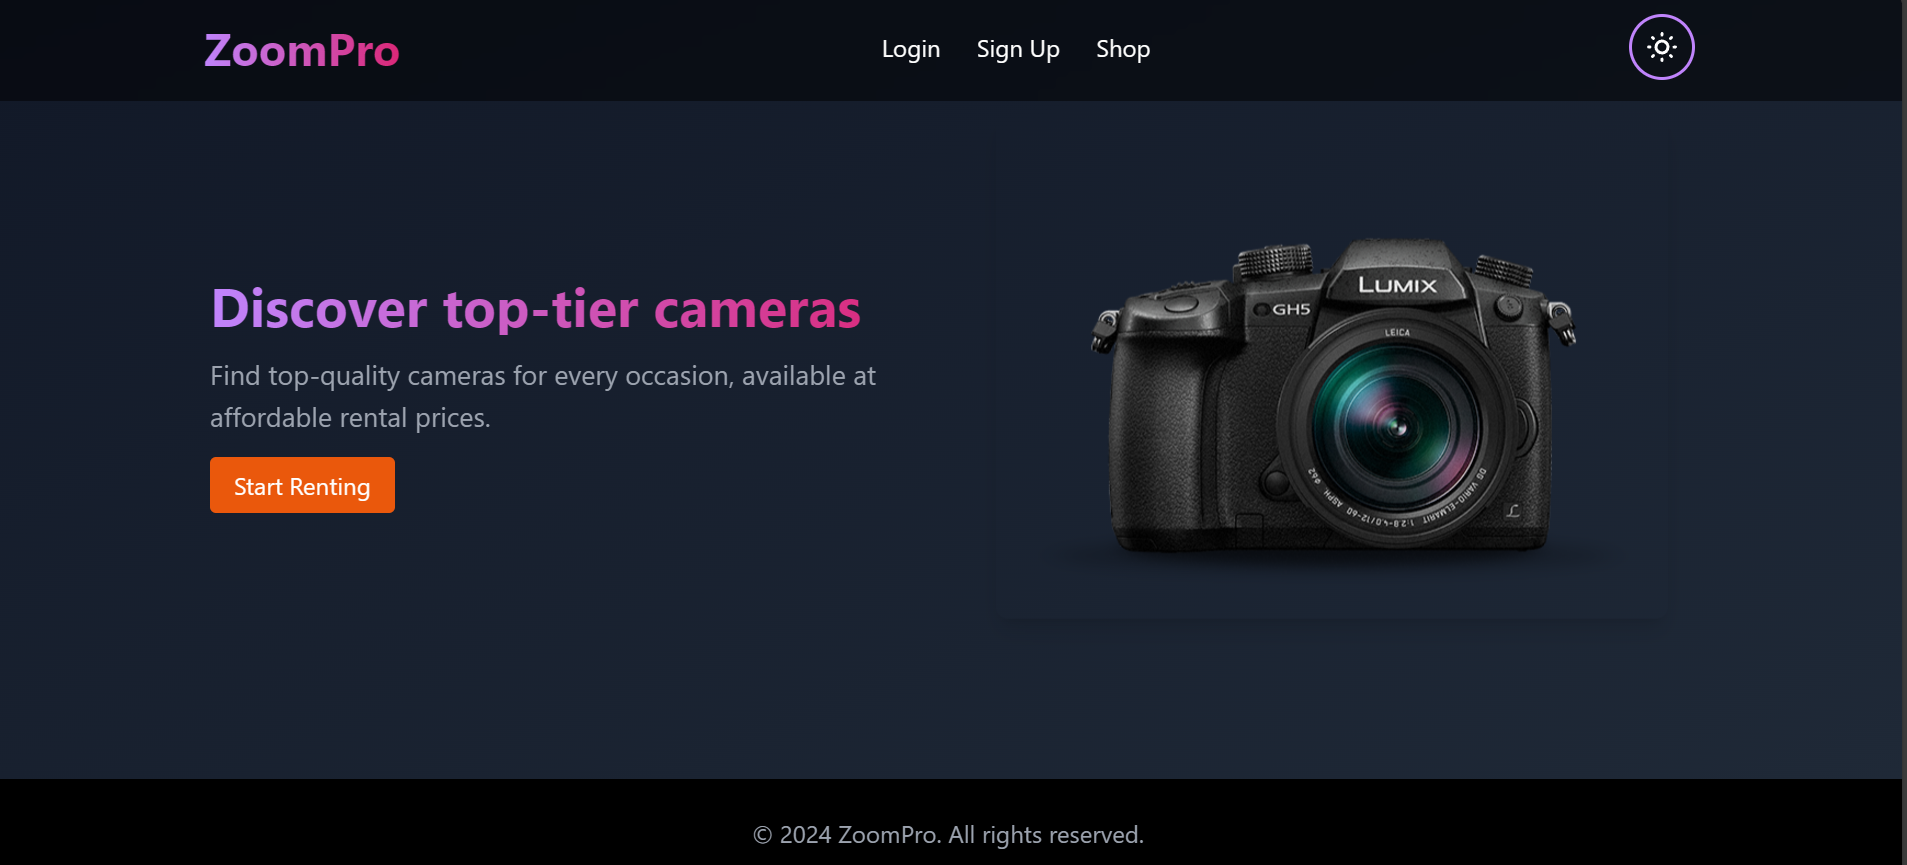 ZoomPro
Login Sign Up Shop
Discover top-tier cameras
Find top-quality cameras for every occasion, available at
affordable rental prices.
Start Renting
LUMIX
GH5
LEICA
DG VARIO-ELMARIT 1:2.8-4.0/12-60 ASPH. Ø62
L
© 2024 ZoomPro. All rights reserved.